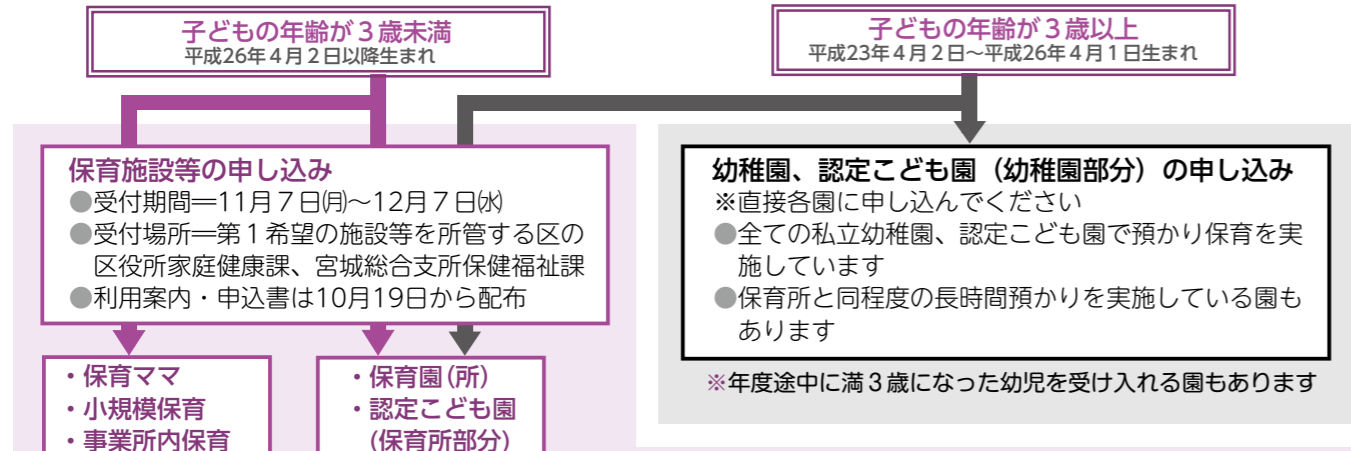 子どもの年齢が3歳未満
平成26年4月2日以降生まれ
子どもの年齢が3歳以上
平成23年4月2日～平成26年4月1日生まれ
保育施設等の申し込み
●受付期間＝11月7日㈪～12月7日㈬
●受付場所＝第1希望の施設等を所管する区の
区役所家庭健康課、宮城総合支所保健福祉課
●利用案内・申込書は10月19日から配布
・保育ママ
・小規模保育
・事業所内保育
・保育園(所)
・認定こども園
(保育所部分)
幼稚園、認定こども園（幼稚園部分）の申し込み
※直接各園に申し込んでください
●全ての私立幼稚園、認定こども園で預かり保育を実
施しています
●保育所と同程度の長時間預かりを実施している園も
あります
※年度途中に満3歳になった幼児を受け入れる園もあります